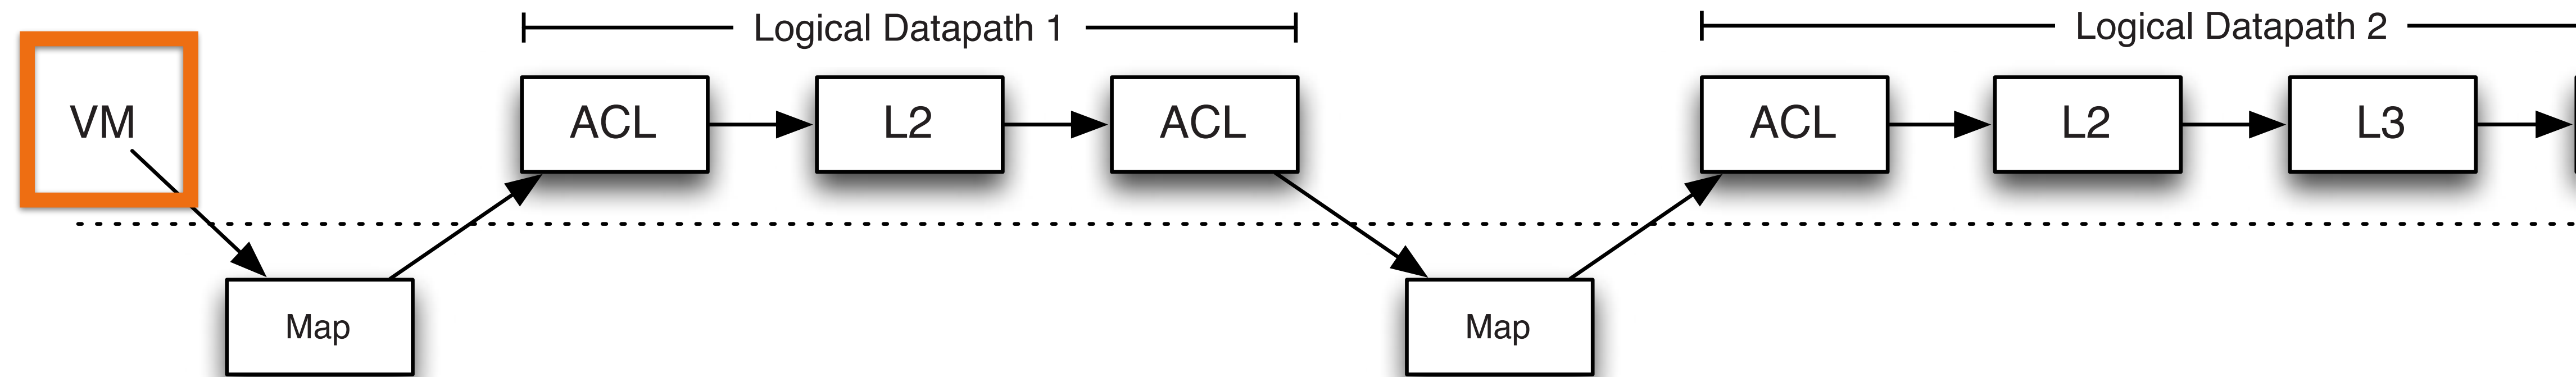 Logical Datapath 1
Logical Datapath 2
VM
ACL
L2
ACL
ACL
L2
L3
Map
Map